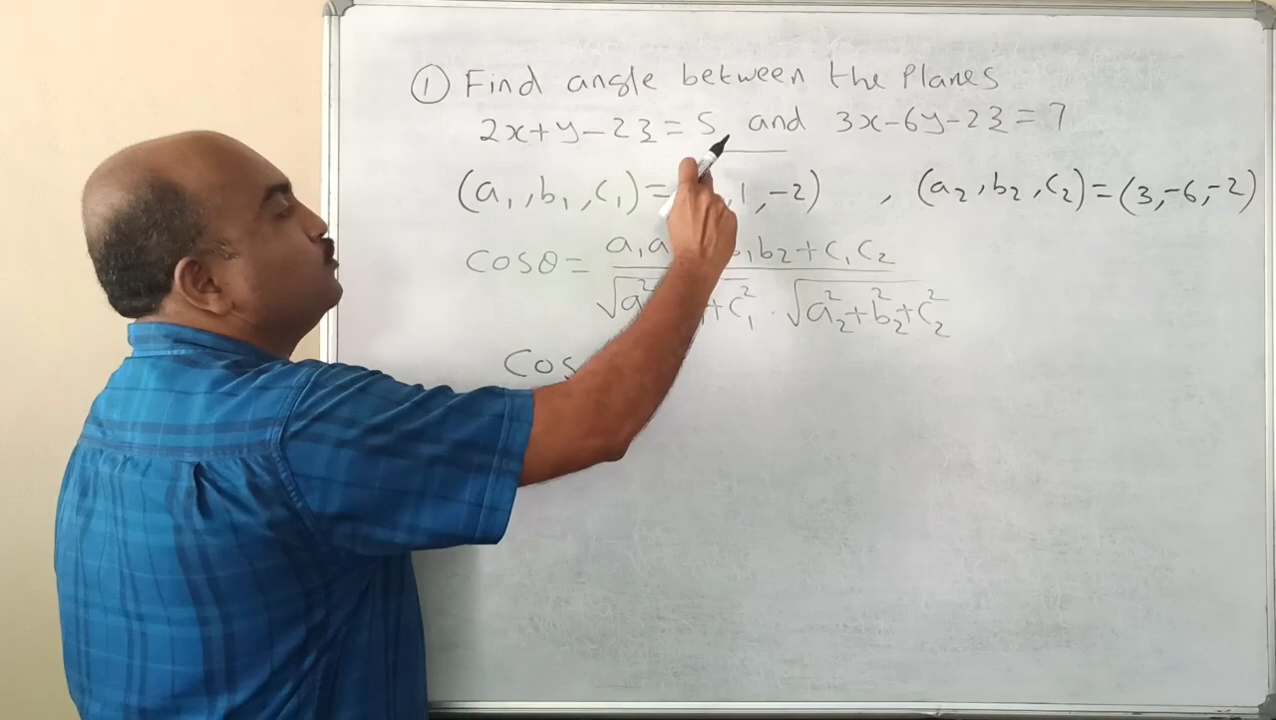 ① Find angle between the Planes
2x+y-2z=5 and 3x-6y-2z=7
(a₁,b₁,c₁)= ,1,-2) , (a₂,b₂,c₂)=(3,-6,-2)
cosθ= a₁a b₂+c₁c₂
√a² +c₁² . √a₂²+b₂²+c₂²
Cos